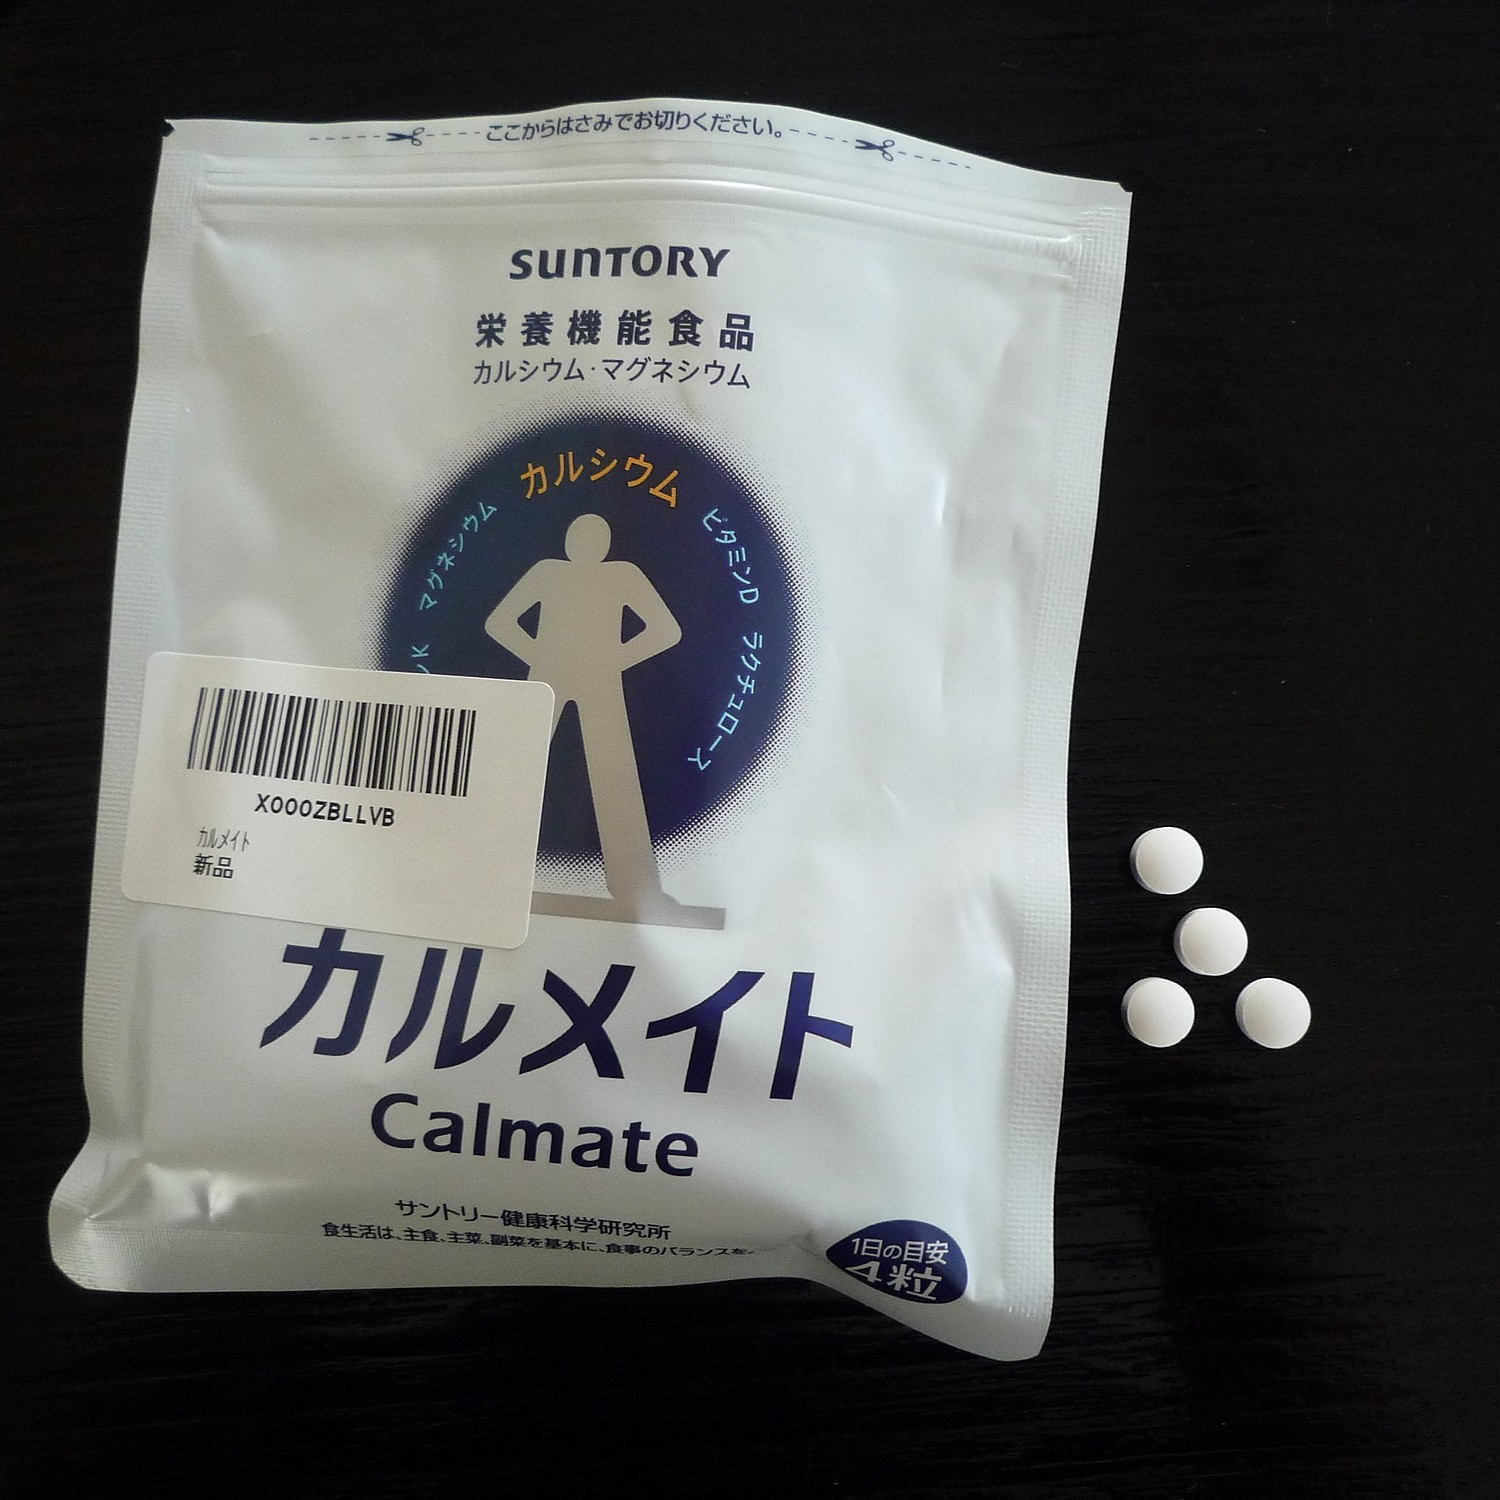 ここからはさみでお切りください。
SUNTORY
栄養機能食品
カルシウム・マグネシウム
カルシウム
マグネシウム
ビタミンD
ラクチュロース
K
X000ZBLLVB
カルメイト
新品
カルメイト
Calmate
サントリー健康科学研究所
食生活は、主食、主菜、副菜を基本に、食事のバランスを。
1日の目安
4粒